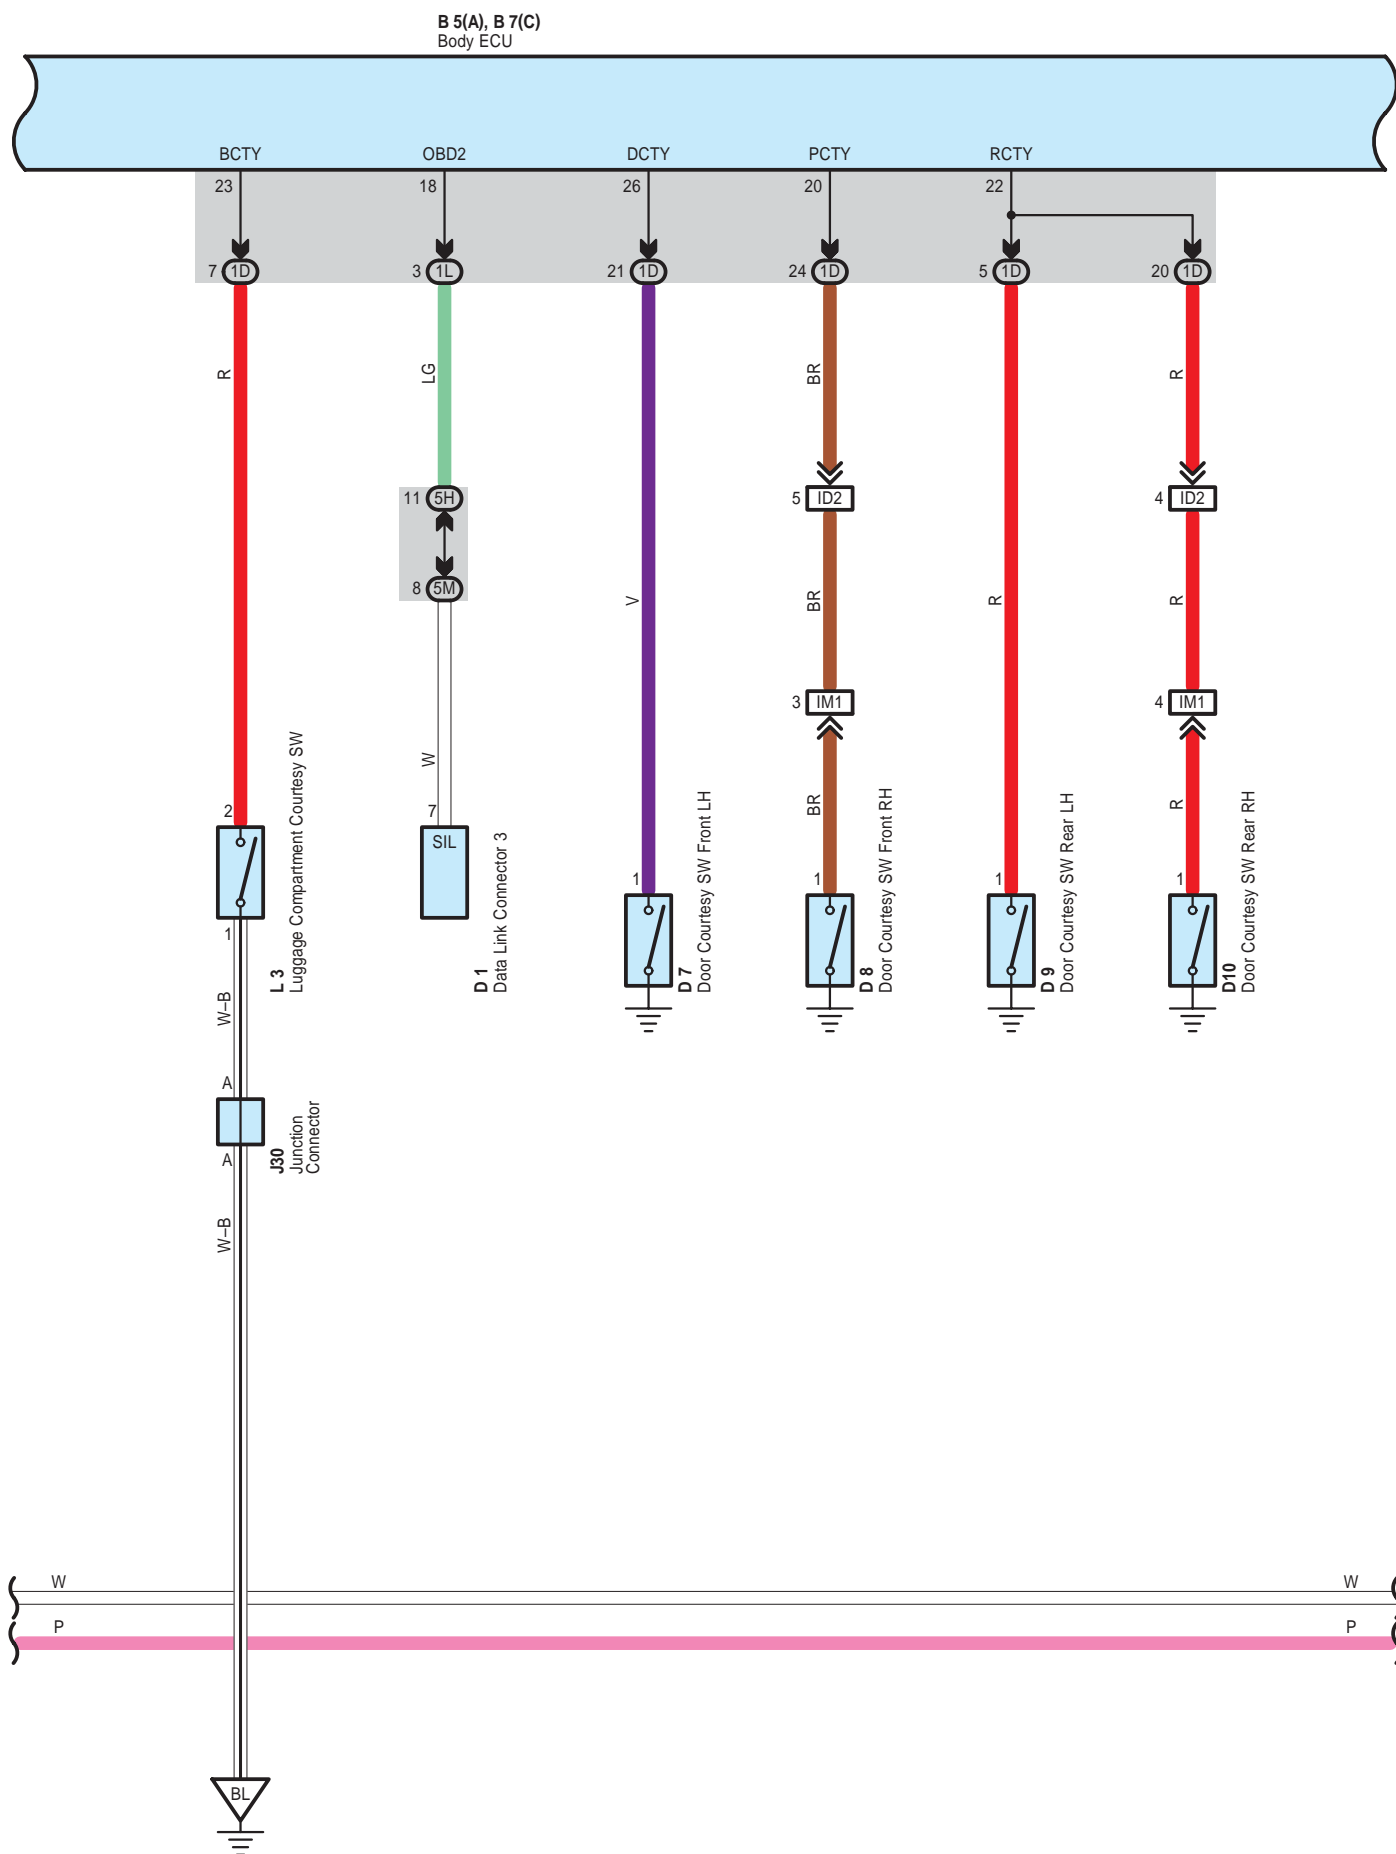 B 5(A), B 7(C)
Body ECU
BCTY OBD2 DCTY PCTY RCTY
23 18 26 20 22
7 1D 3 1L 21 1D 24 1D 5 1D 20 1D
R LG BR R
11 5H 5 ID2 4 ID2
8 5M
V BR R R
3 IM1 4 IM1
W BR R
2 7
SIL
1 1 1 1
1
L 3
Luggage Compartment Courtesy SW
D 1
Data Link Connector 3
D 7
Door Courtesy SW Front LH
D 8
Door Courtesy SW Front RH
D 9
Door Courtesy SW Rear LH
D10
Door Courtesy SW Rear RH
W–B
A
J30
Junction
Connector
A
W–B
W W
P P
BL